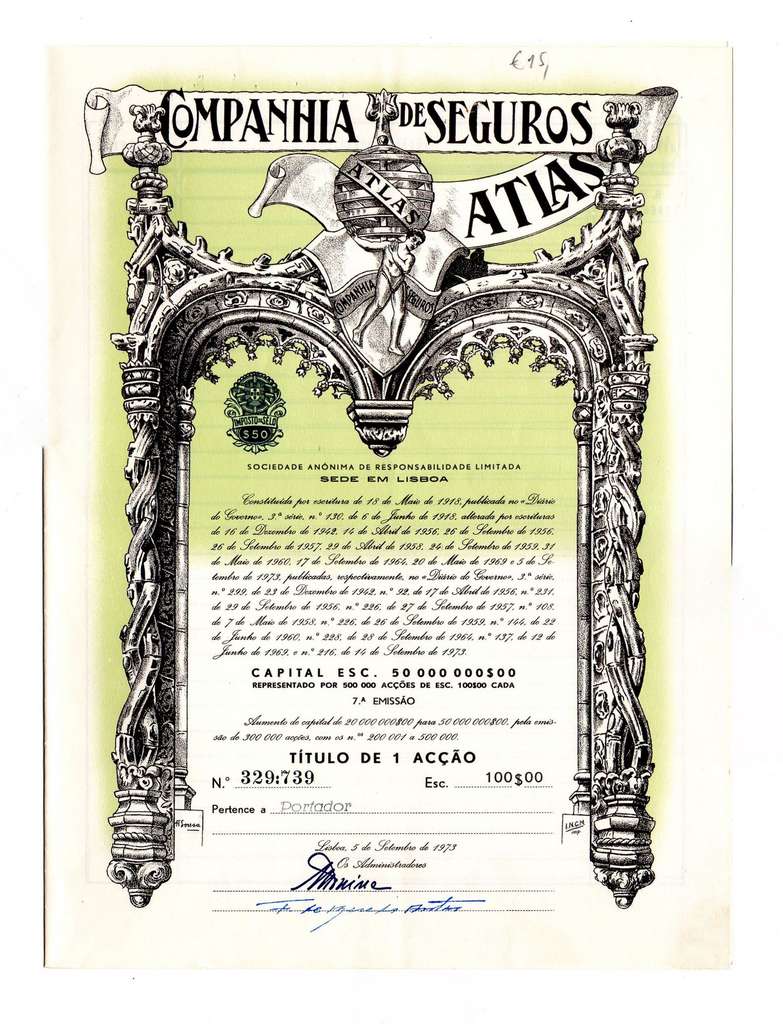 €15,
COMPANHIA DE SEGUROS
ATLAS
ATLAS
COMPANHIA SEGUROS
IMPOSTO DO SELO
$50
SOCIEDADE ANÓNIMA DE RESPONSABILIDADE LIMITADA
SEDE EM LISBOA
Constituída por escritura de 18 de Maio de 1918, publicada no «Diário
do Governo», 3.ª série, n.º 130, de 6 de Junho de 1918, alterada por escrituras
de 16 de Dezembro de 1942, 14 de Abril de 1956, 26 de Setembro de 1956,
26 de Setembro de 1957, 29 de Abril de 1958, 24 de Setembro de 1959, 31
de Maio de 1960, 17 de Setembro de 1964, 20 de Maio de 1969 e 5 de Se-
tembro de 1973, publicadas, respectivamente, no «Diário do Governo», 3.ª série,
n.º 299, de 23 de Dezembro de 1942, n.º 92, de 17 de Abril de 1956, n.º 231,
de 29 de Setembro de 1956, n.º 226, de 27 de Setembro de 1957, n.º 108,
de 7 de Maio de 1958, n.º 226, de 26 de Setembro de 1959, n.º 144, de 22
de Junho de 1960, n.º 228, de 28 de Setembro de 1964, n.º 137, de 12 de
Junho de 1969, e n.º 216, de 14 de Setembro de 1973.
CAPITAL ESC. 50 000 000$00
REPRESENTADO POR 500 000 ACÇÕES DE ESC. 100$00 CADA
7.ª EMISSÃO
Aumento de capital de 20 000 000$00 para 50 000 000$00, pela emis-
são de 300 000 acções, com os n.ºˢ 200 001 a 500 000.
TÍTULO DE 1 ACÇÃO
N.º 329:739 Esc. 100$00
Pertence a Portador
Lisboa, 5 de Setembro de 1973
Os Administradores
INCM